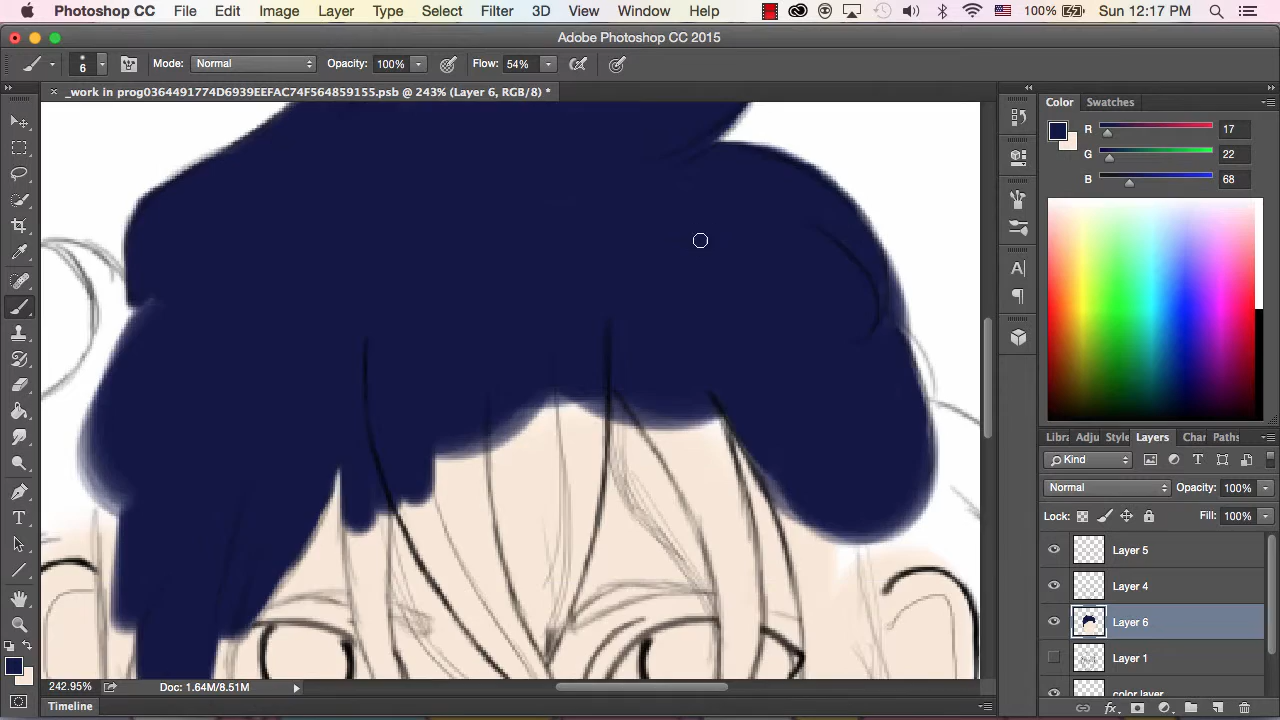 Photoshop CC File Edit Image Layer Type Select Filter 3D View Window Help 100% Sun 12:17 PM
Adobe Photoshop CC 2015
6 Mode: Normal Opacity: 100% Flow: 54%
_work in prog0364491774D6939EEFAC74F564859155.psb @ 243% (Layer 6, RGB/8) *
Color Swatches
R 17
G 22
B 68
Libra Adju Style Layers Char Paths
Kind
Normal Opacity: 100%
Lock: Fill: 100%
Layer 5
Layer 4
Layer 6
Layer 1
color layer
242.95% Doc: 1.64M/8.51M
Timeline